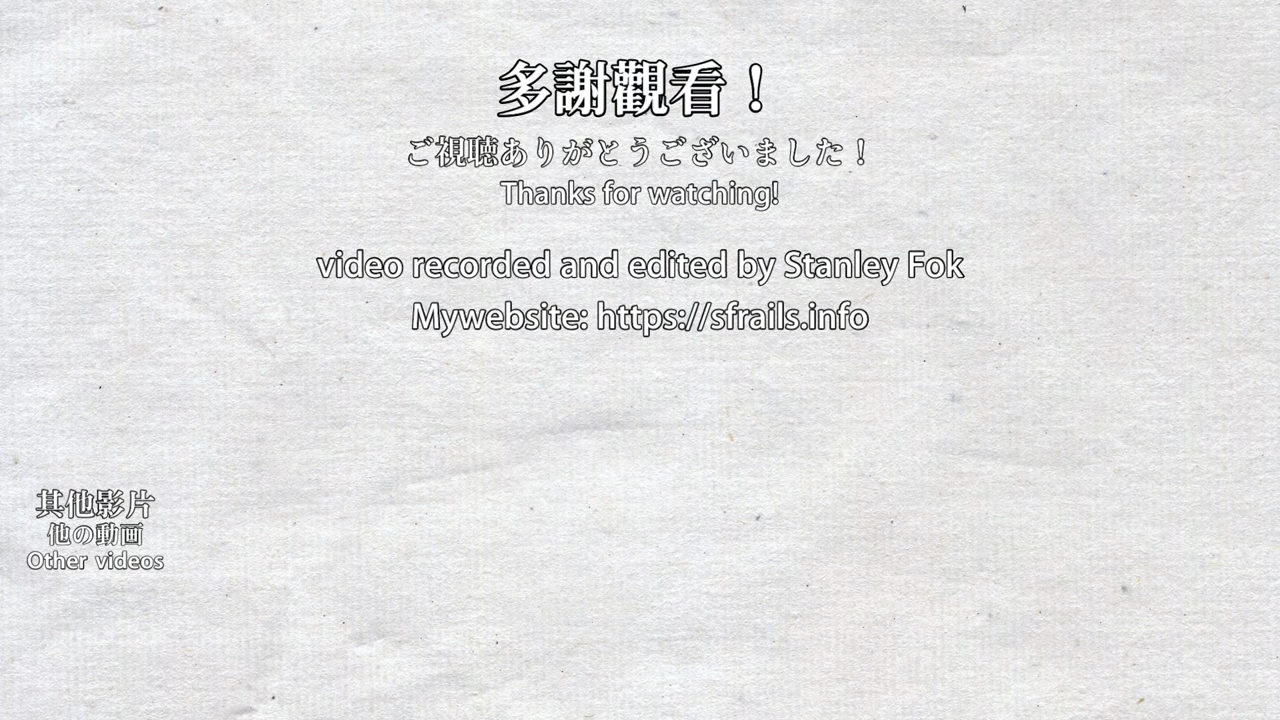 多謝觀看！
ご視聴ありがとうございました！
Thanks for watching!
video recorded and edited by Stanley Fok
Mywebsite: https://sfrails.info
其他影片
他の動画
Other videos